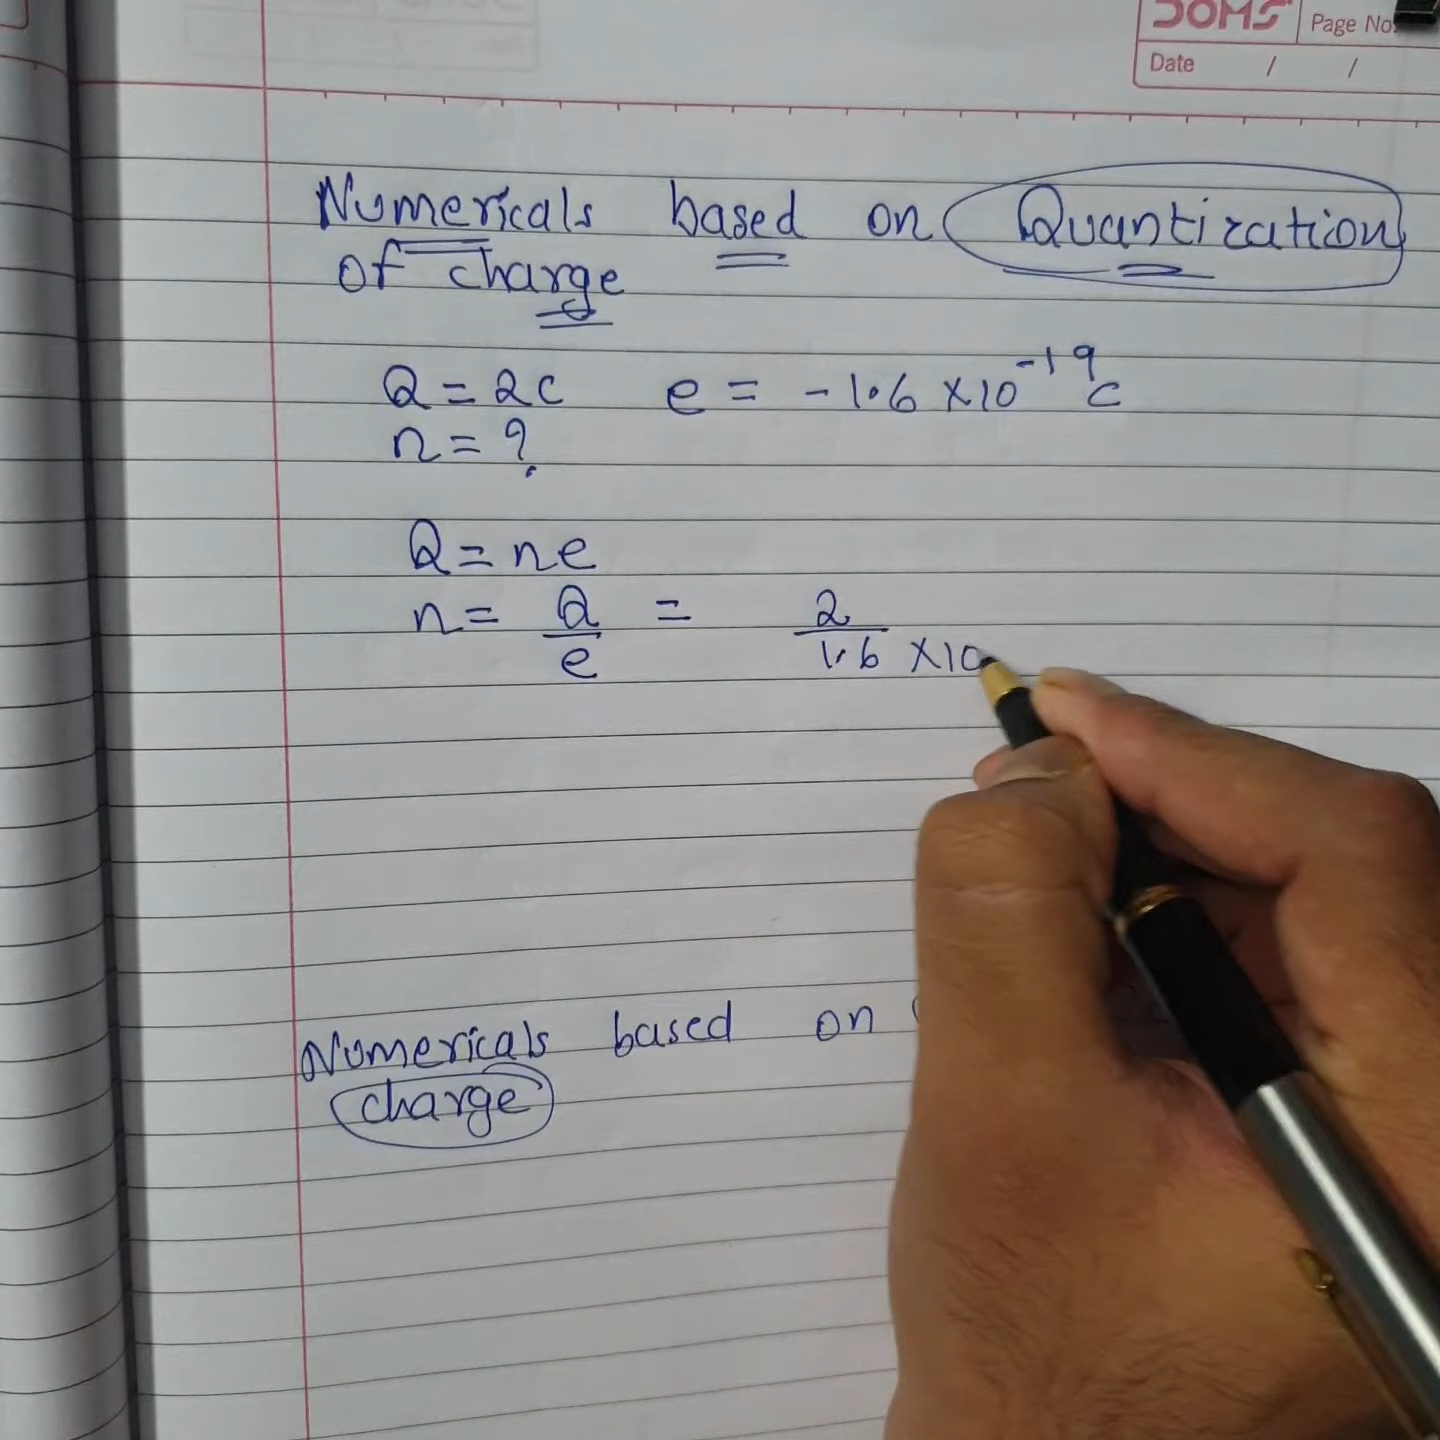 DOMS
Page No.
Date / /
Numericals based on Quantization
of charge
Q = 2C e = -1.6 × 10⁻¹⁹ C
n = ?
Q = ne
n = Q/e = 2/1.6 × 10
Numericals based on
charge